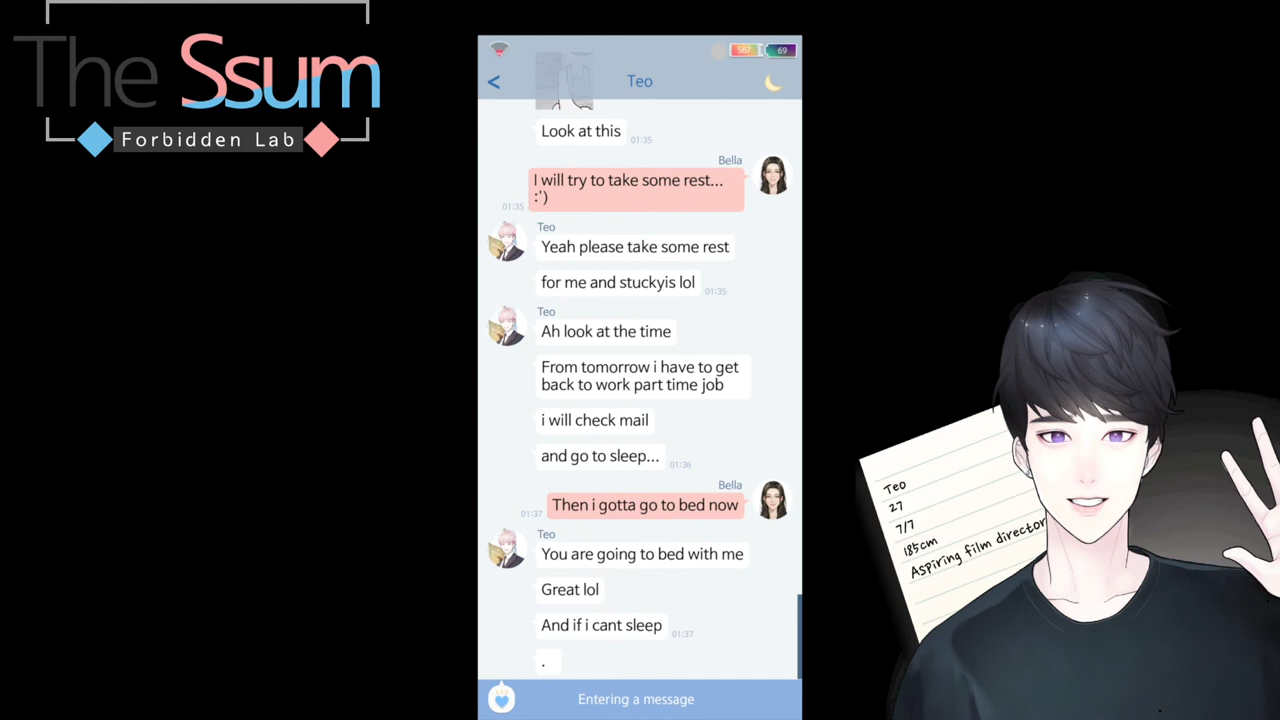 The Ssum
Forbidden Lab
567
69
<
Teo
Look at this
01:35
Bella
I will try to take some rest...
:')
01:35
Teo
Yeah please take some rest
for me and stuckyis lol
01:35
Teo
Ah look at the time
From tomorrow i have to get
back to work part time job
i will check mail
and go to sleep...
01:36
Bella
Then i gotta go to bed now
01:37
Teo
You are going to bed with me
Great lol
And if i cant sleep
01:37
.
Entering a message
Teo
27
7/7
185cm
Aspiring film director